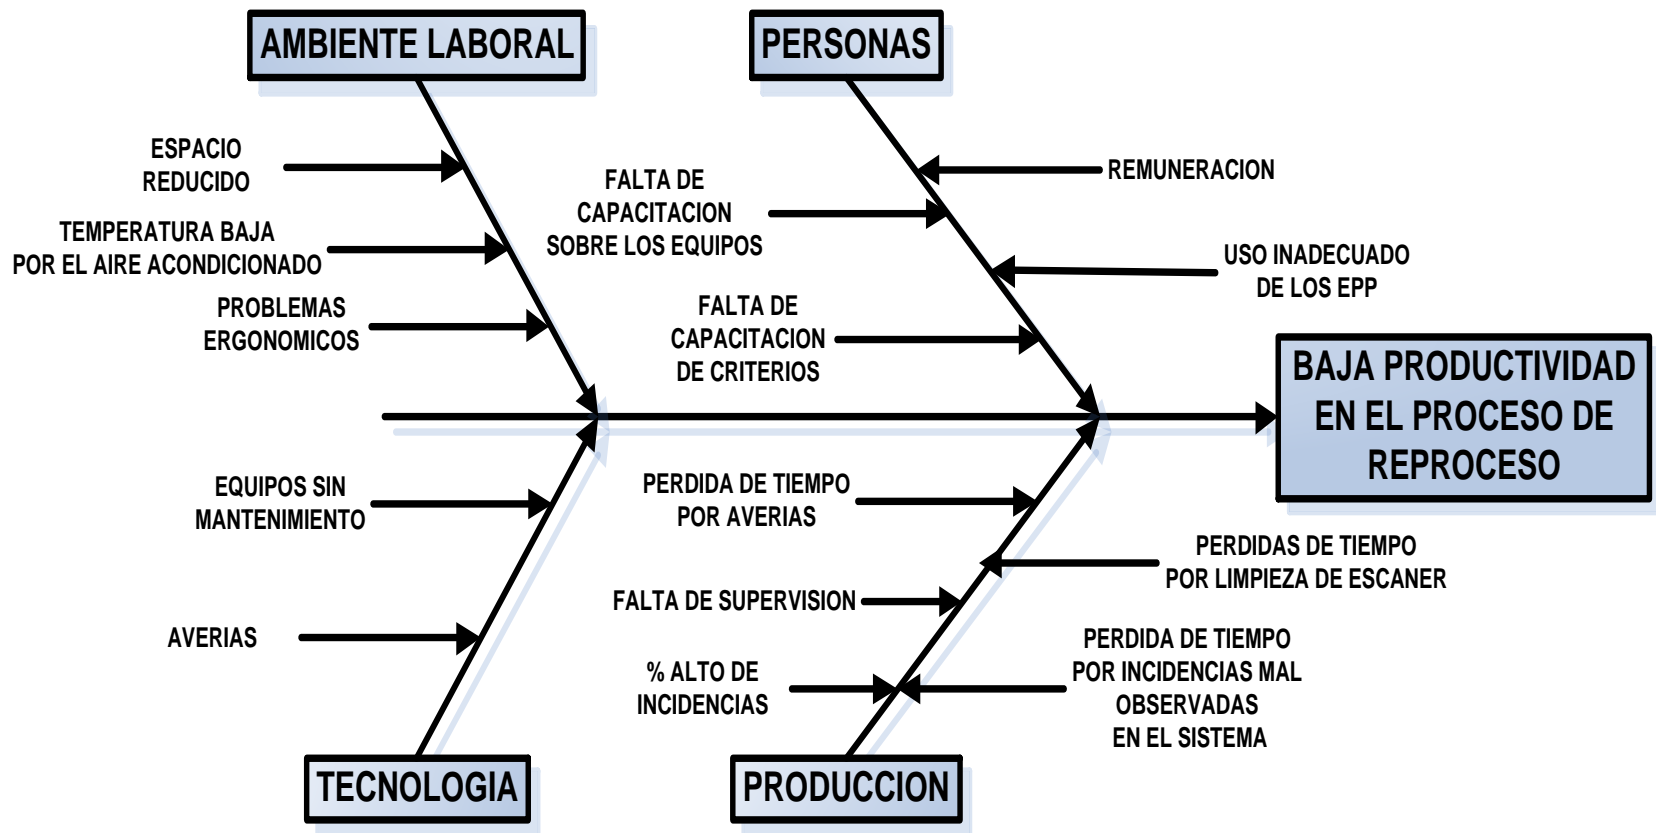 AMBIENTE LABORAL
PERSONAS
ESPACIO
REDUCIDO
TEMPERATURA BAJA
POR EL AIRE ACONDICIONADO
PROBLEMAS
ERGONOMICOS
FALTA DE
CAPACITACION
SOBRE LOS EQUIPOS
REMUNERACION
FALTA DE
CAPACITACION
DE CRITERIOS
USO INADECUADO
DE LOS EPP
BAJA PRODUCTIVIDAD
EN EL PROCESO DE
REPROCESO
EQUIPOS SIN
MANTENIMIENTO
AVERIAS
PERDIDA DE TIEMPO
POR AVERIAS
PERDIDAS DE TIEMPO
POR LIMPIEZA DE ESCANER
FALTA DE SUPERVISION
% ALTO DE
INCIDENCIAS
PERDIDA DE TIEMPO
POR INCIDENCIAS MAL
OBSERVADAS
EN EL SISTEMA
TECNOLOGIA
PRODUCCION